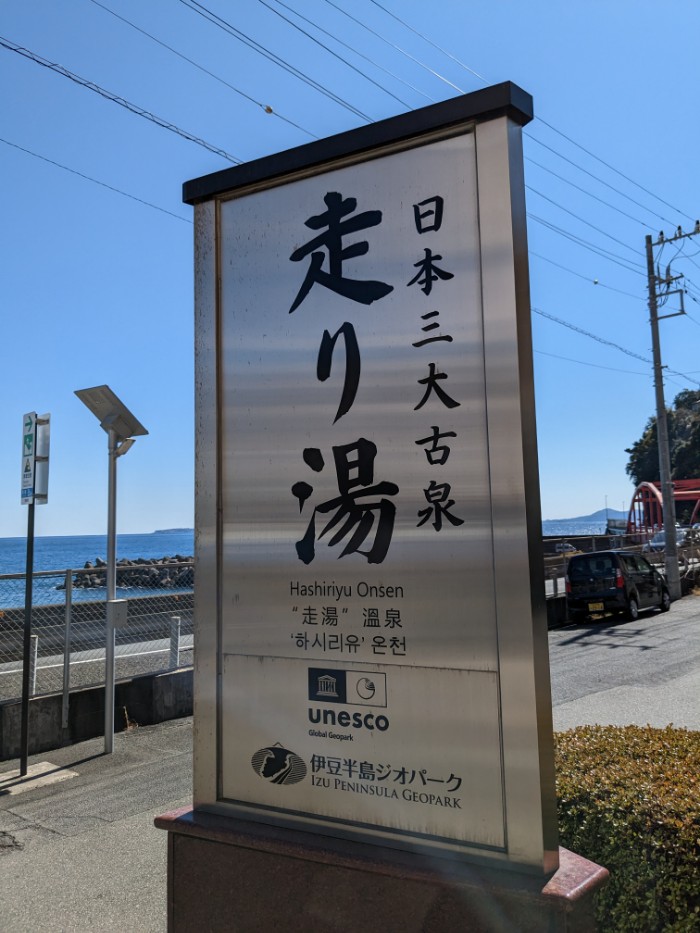 日本三大古泉
走り湯
Hashiriyu Onsen
“走湯” 溫泉
‘하시리유’ 온천
unesco
Global Geopark
伊豆半島ジオパーク
IZU PENINSULA GEOPARK